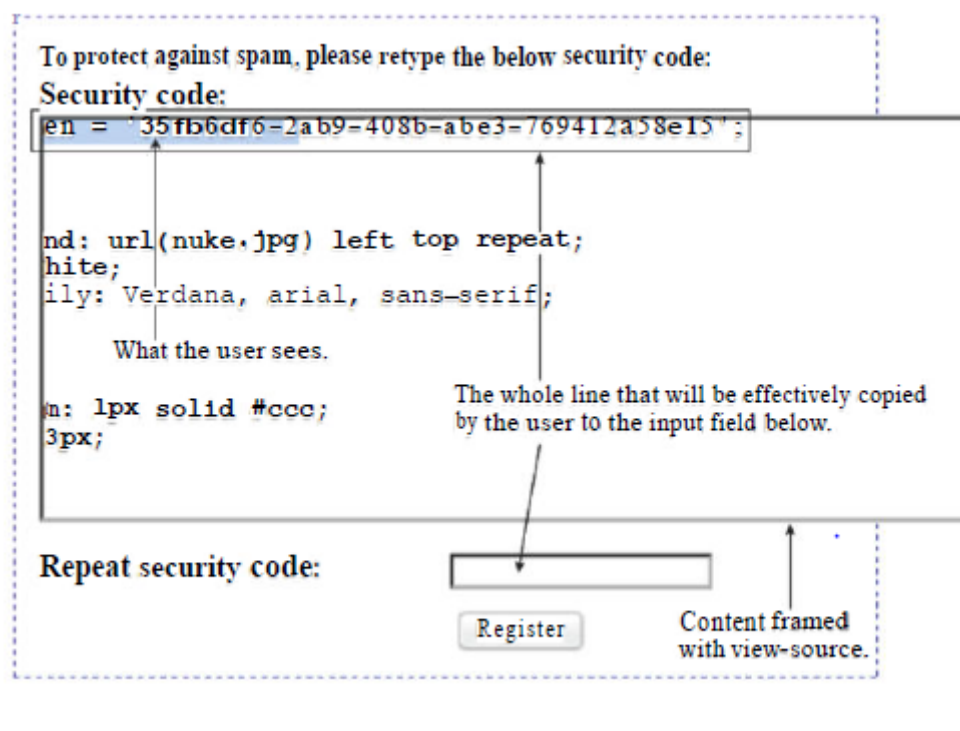 To protect against spam, please retype the below security code:
Security code:
en = '35fb6df6-2ab9-408b-abe3-769412a58e15';
nd: url(nuke.jpg) left top repeat;
hite;
ily: Verdana, arial, sans-serif;
What the user sees.
The whole line that will be effectively copied
by the user to the input field below.
n: 1px solid #ccc;
3px;
Repeat security code:
Register
Content framed
with view-source.